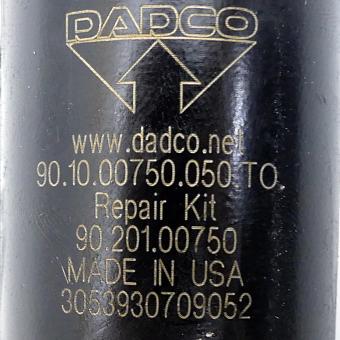 DADCO
www.dadco.net
90.10.00750.050.TO
Repair Kit
90.201.00750
MADE IN USA
3053930709052